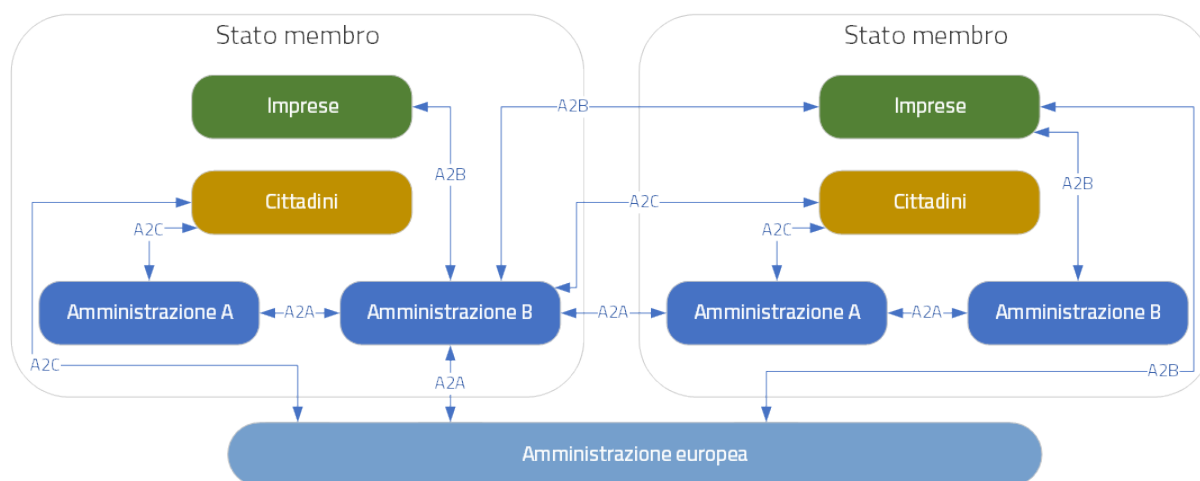 Stato membro
Stato membro
Imprese
A2B
Imprese
A2B
A2B
Cittadini
A2C
Cittadini
A2C
A2C
Amministrazione A
A2A
Amministrazione B
A2A
Amministrazione A
A2A
Amministrazione B
A2C
A2A
A2B
Amministrazione europea